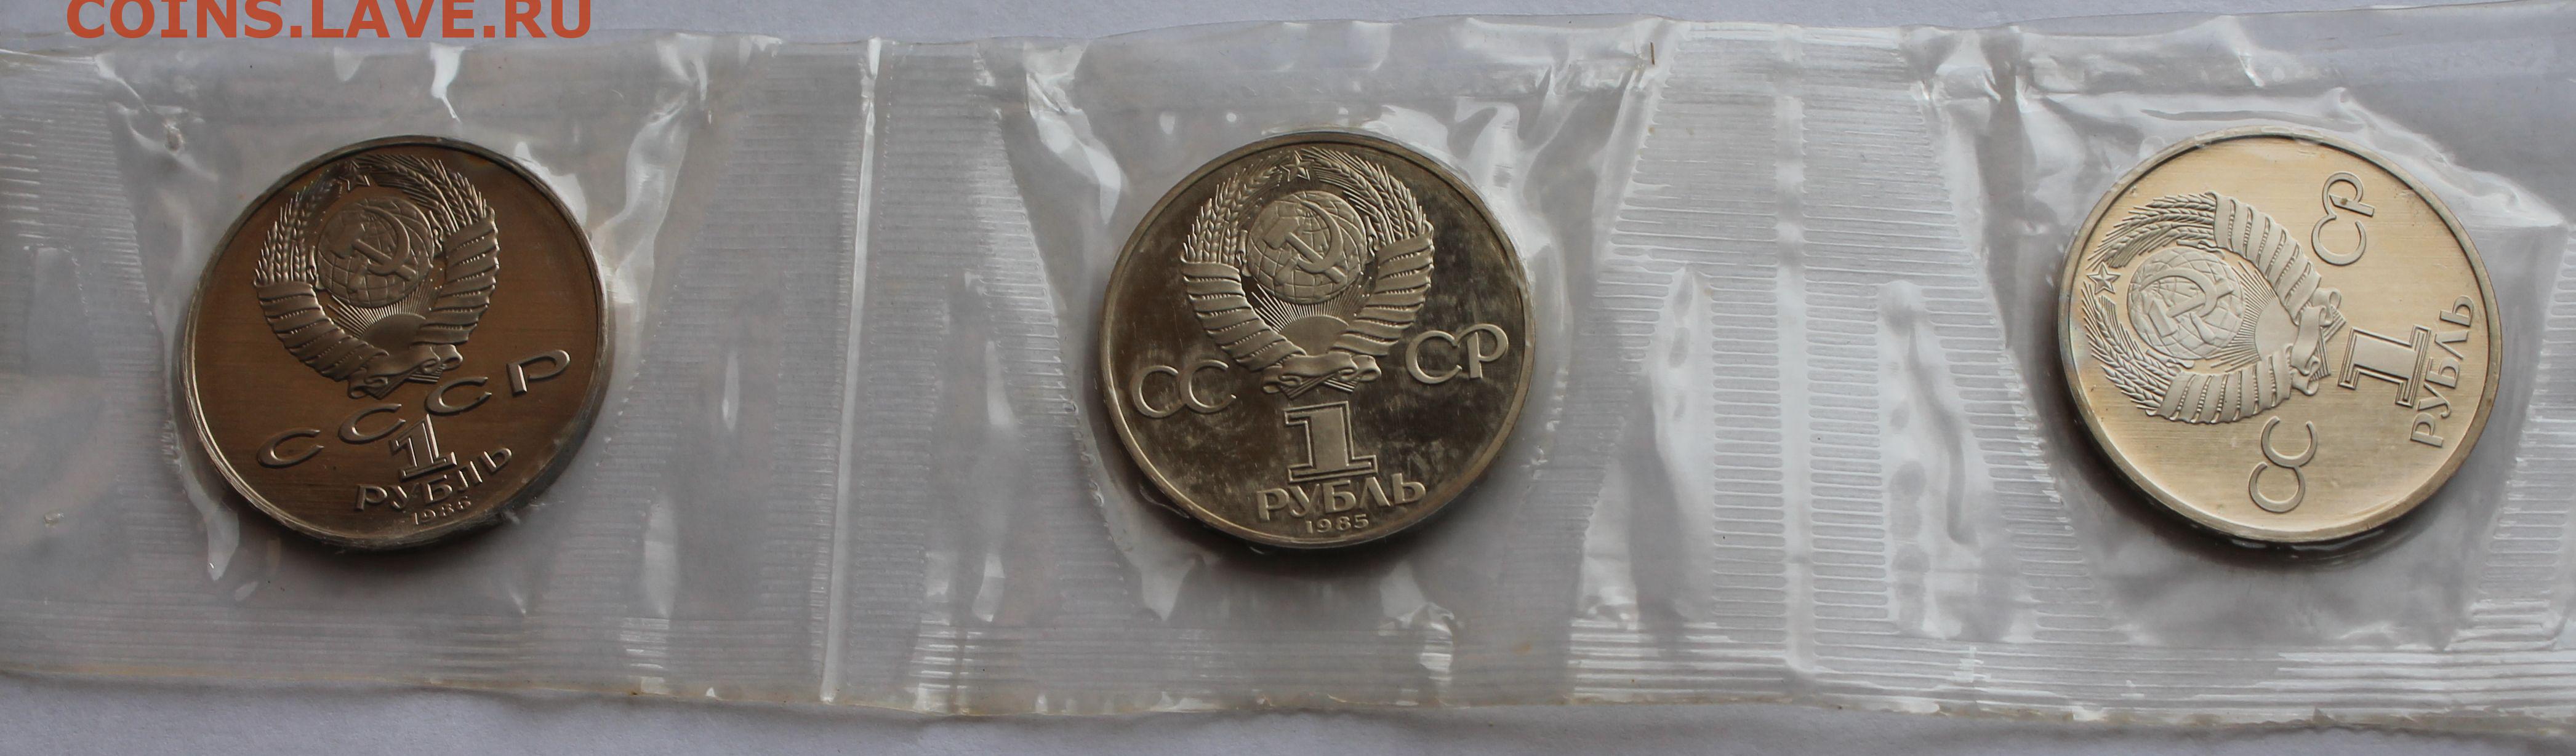 COINS.LAVE.RU
СССР
1
РУБЛЬ
СС СР
1
РУБЛЬ
1985
СС СР
1
РУБЛЬ